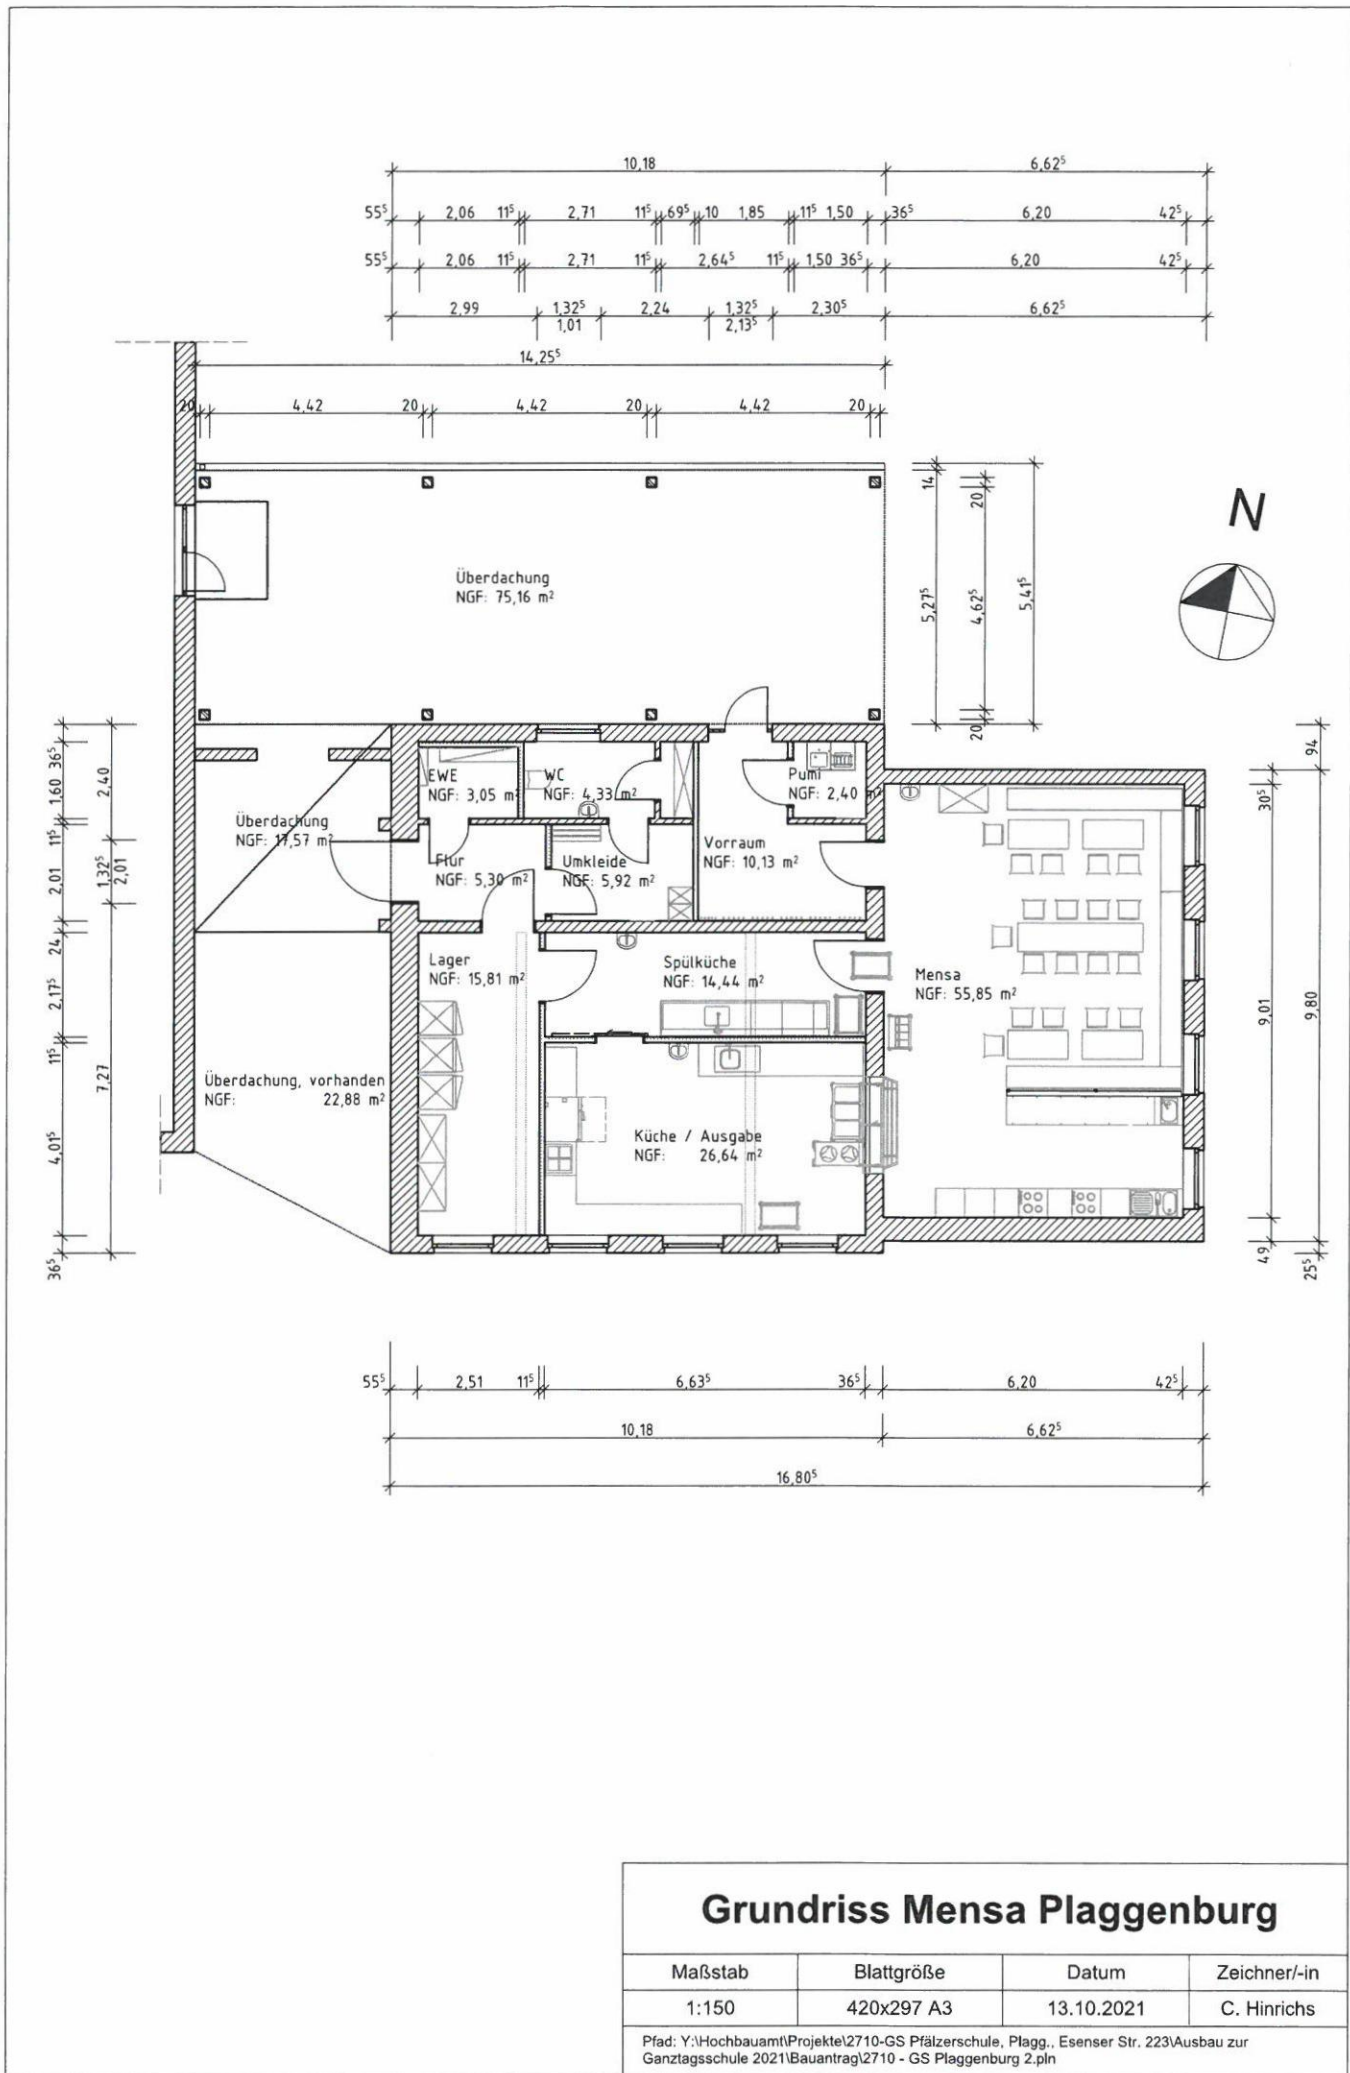 10,18 6,62⁵
55⁵ 2,06 11⁵ 2,71 11⁵ 69⁵ 10 1,85 11⁵ 1,50 36⁵ 6,20 42⁵
55⁵ 2,06 11⁵ 2,71 11⁵ 2,64⁵ 11⁵ 1,50 36⁵ 6,20 42⁵
2,99 1,32⁵ 2,24 1,32⁵ 2,30⁵ 6,62⁵
1,01 2,13⁵
14,25⁵
20 4,42 20 4,42 20 4,42 20
14
20
5,27⁵
4,62⁵
5,41⁵
20
N
Überdachung
NGF: 75,16 m²
36⁵
1,60
11⁵
2,01
24
2,17⁵
11⁵
4,01⁵
36⁵
2,40
1,32⁵
2,01
7,27
EWE
NGF: 3,05 m²
WC
NGF: 4,33 m²
Pumi
NGF: 2,40 m²
Überdachung
NGF: 17,57 m²
Flur
NGF: 5,30 m²
Umkleide
NGF: 5,92 m²
Vorraum
NGF: 10,13 m²
Lager
NGF: 15,81 m²
Spülküche
NGF: 14,44 m²
Mensa
NGF: 55,85 m²
Überdachung, vorhanden
NGF: 22,88 m²
Küche / Ausgabe
NGF: 26,64 m²
94
30⁵
9,01
9,80
49
25⁵
55⁵ 2,51 11⁵ 6,63⁵ 36⁵ 6,20 42⁵
10,18 6,62⁵
16,80⁵
Grundriss Mensa Plaggenburg
Maßstab Blattgröße Datum Zeichner/-in
1:150 420x297 A3 13.10.2021 C. Hinrichs
Pfad: Y:\Hochbauamt\Projekte\2710-GS Pfälzerschule, Plagg., Esenser Str. 223\Ausbau zur
Ganztagsschule 2021\Bauantrag\2710 - GS Plaggenburg 2.pln